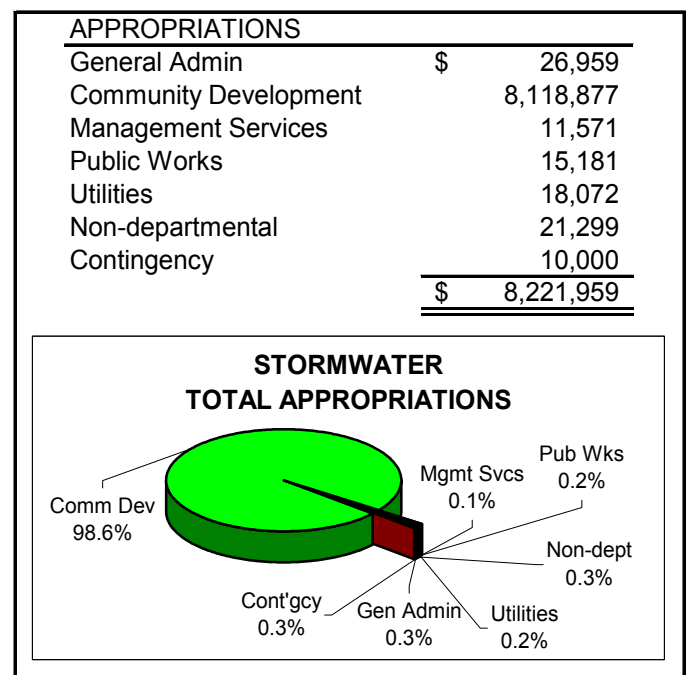 APPROPRIATIONS
General Admin $ 26,959
Community Development 8,118,877
Management Services 11,571
Public Works 15,181
Utilities 18,072
Non-departmental 21,299
Contingency 10,000
$ 8,221,959
STORMWATER
TOTAL APPROPRIATIONS
Comm Dev
98.6%
Mgmt Svcs
0.1%
Pub Wks
0.2%
Non-dept
0.3%
Utilities
0.2%
Gen Admin
0.3%
Cont'gcy
0.3%